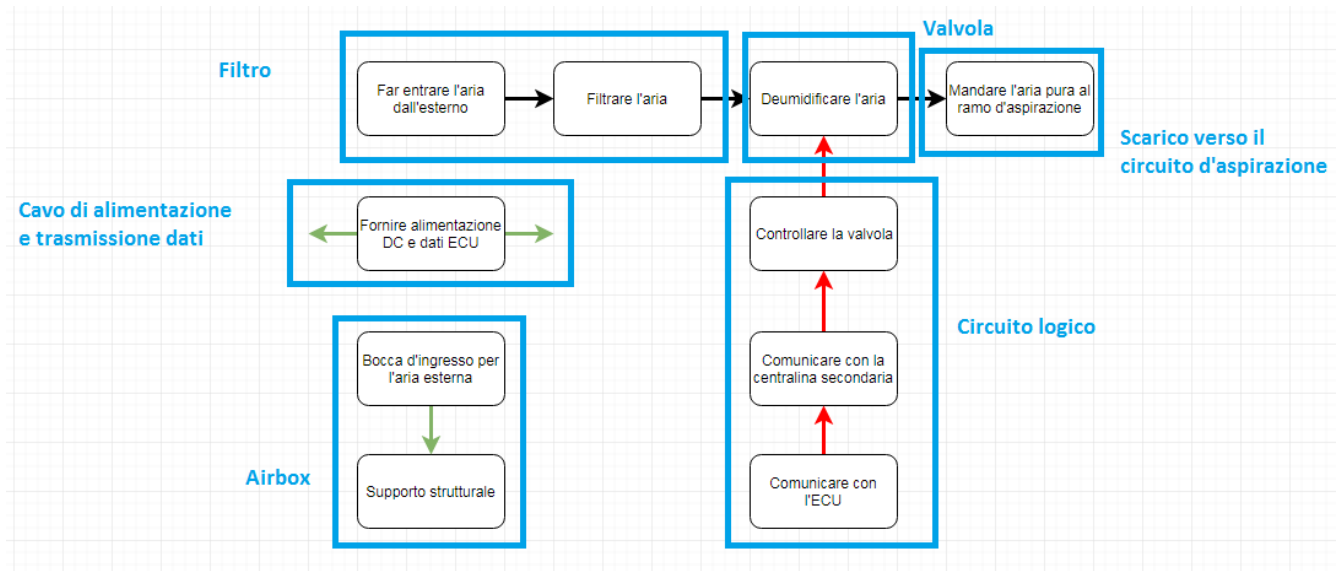 Valvola
Filtro
Far entrare l'aria
dall'esterno
Filtrare l'aria
Deumidificare l'aria
Mandare l'aria pura al
ramo d'aspirazione
Scarico verso il
circuito d'aspirazione
Cavo di alimentazione
e trasmissione dati
Fornire alimentazione
DC e dati ECU
Controllare la valvola
Circuito logico
Bocca d'ingresso per
l'aria esterna
Comunicare con la
centralina secondaria
Airbox
Supporto strutturale
Comunicare con
l'ECU